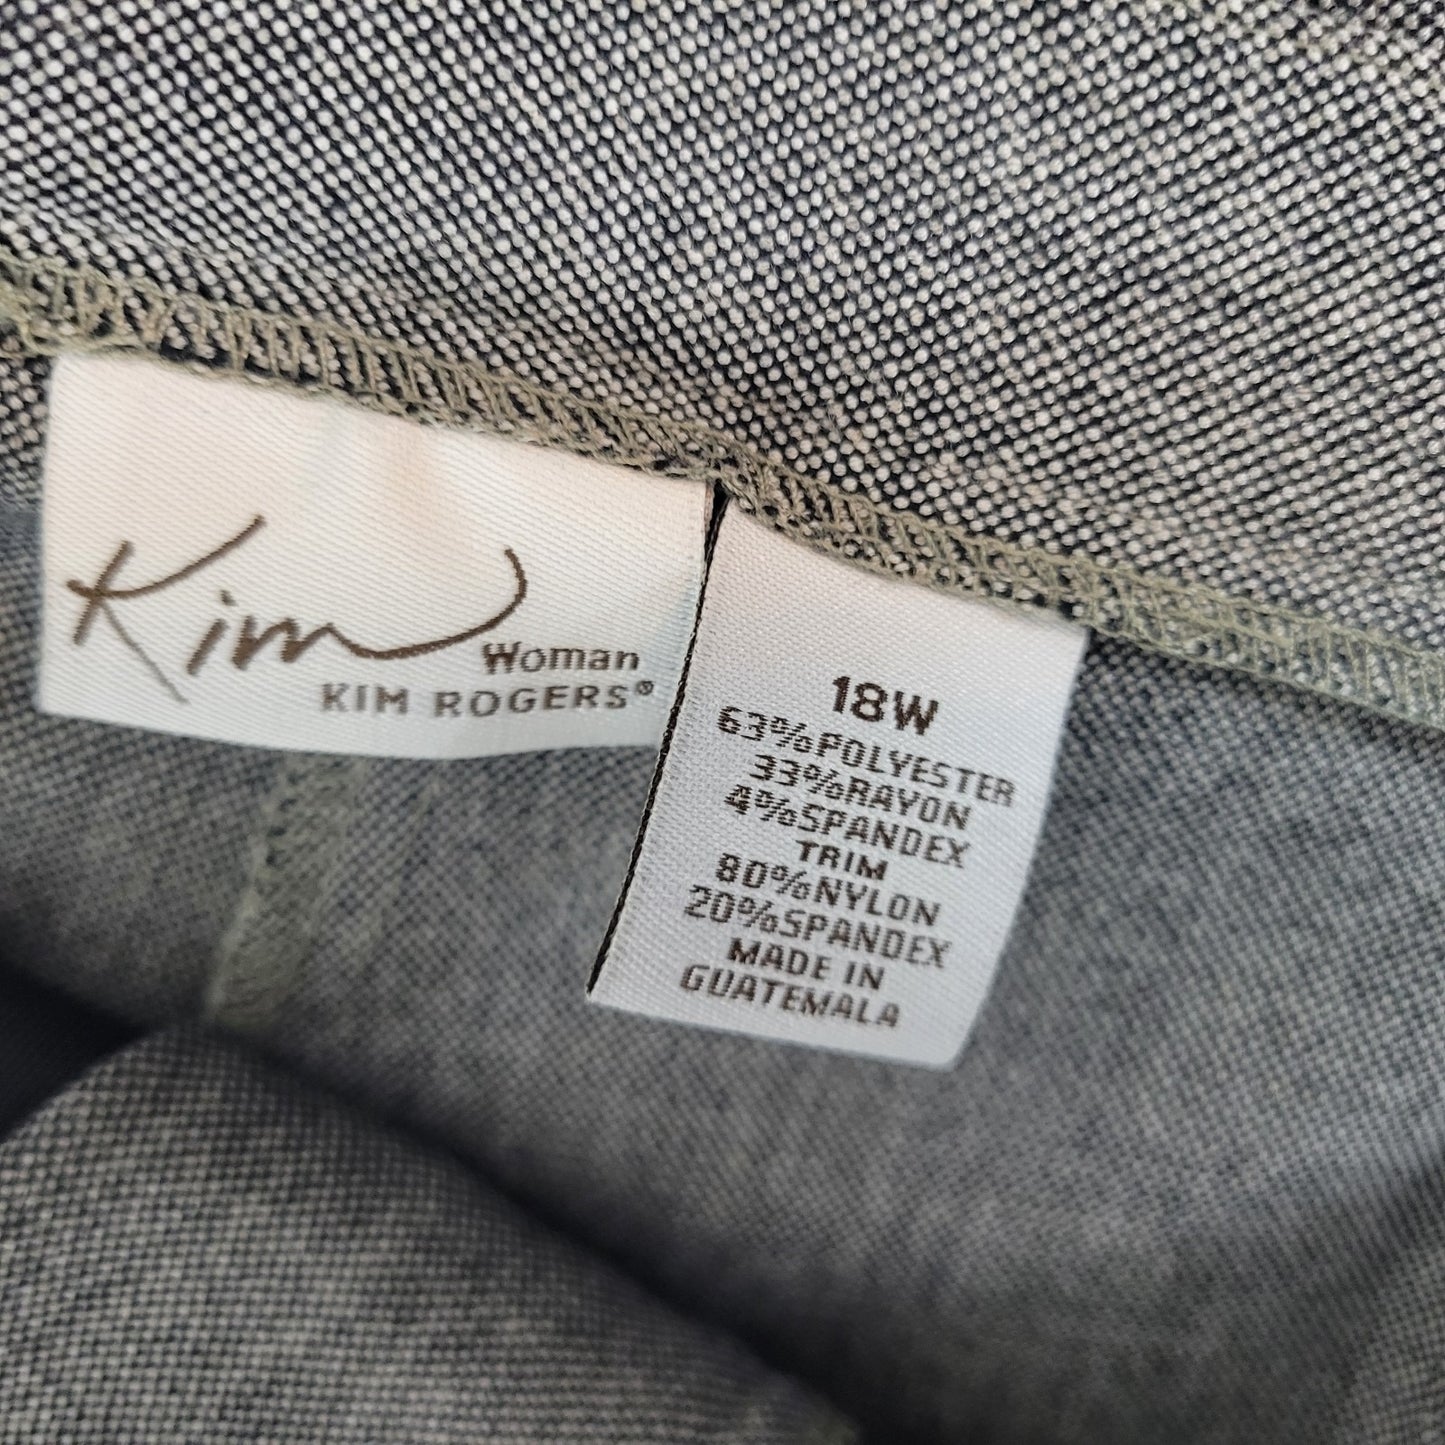 Kim
Woman
KIM ROGERS®
18W
63%POLYESTER
33%RAYON
4%SPANDEX
TRIM
80%NYLON
20%SPANDEX
MADE IN
GUATEMALA